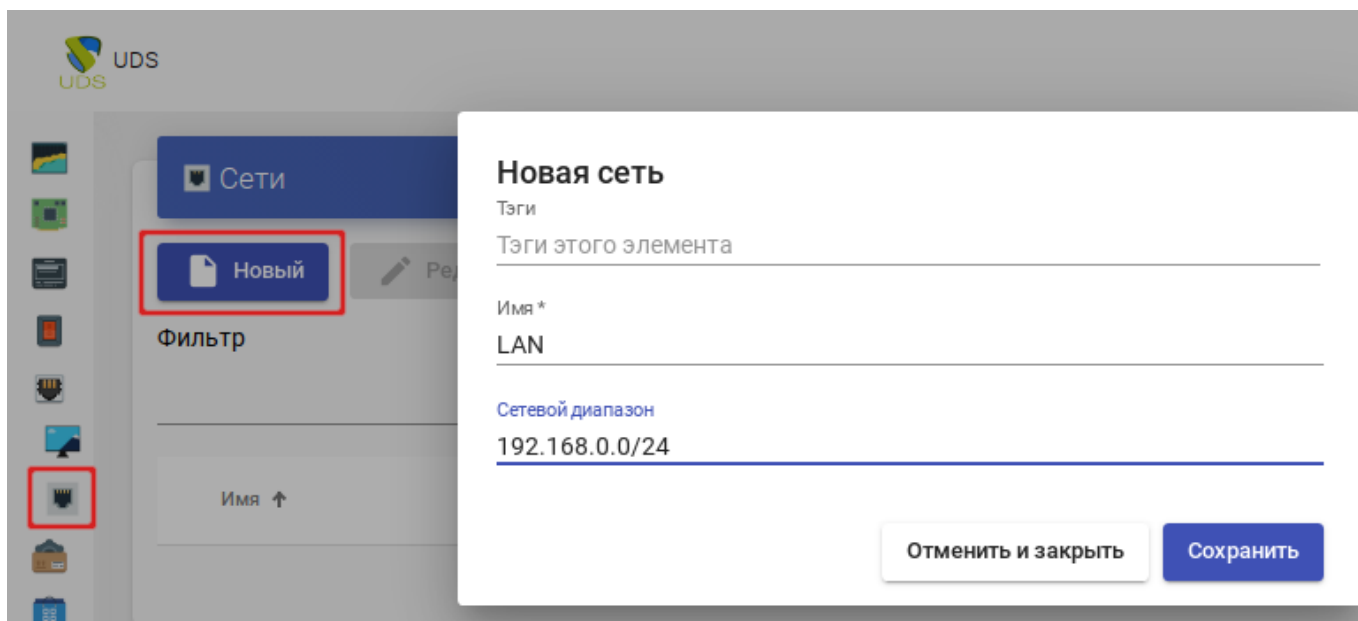 UDS
UDS
Сети
Новый
Ред
Фильтр
Имя
Новая сеть
Тэги
Тэги этого элемента
Имя *
LAN
Сетевой диапазон
192.168.0.0/24
Отменить и закрыть
Сохранить